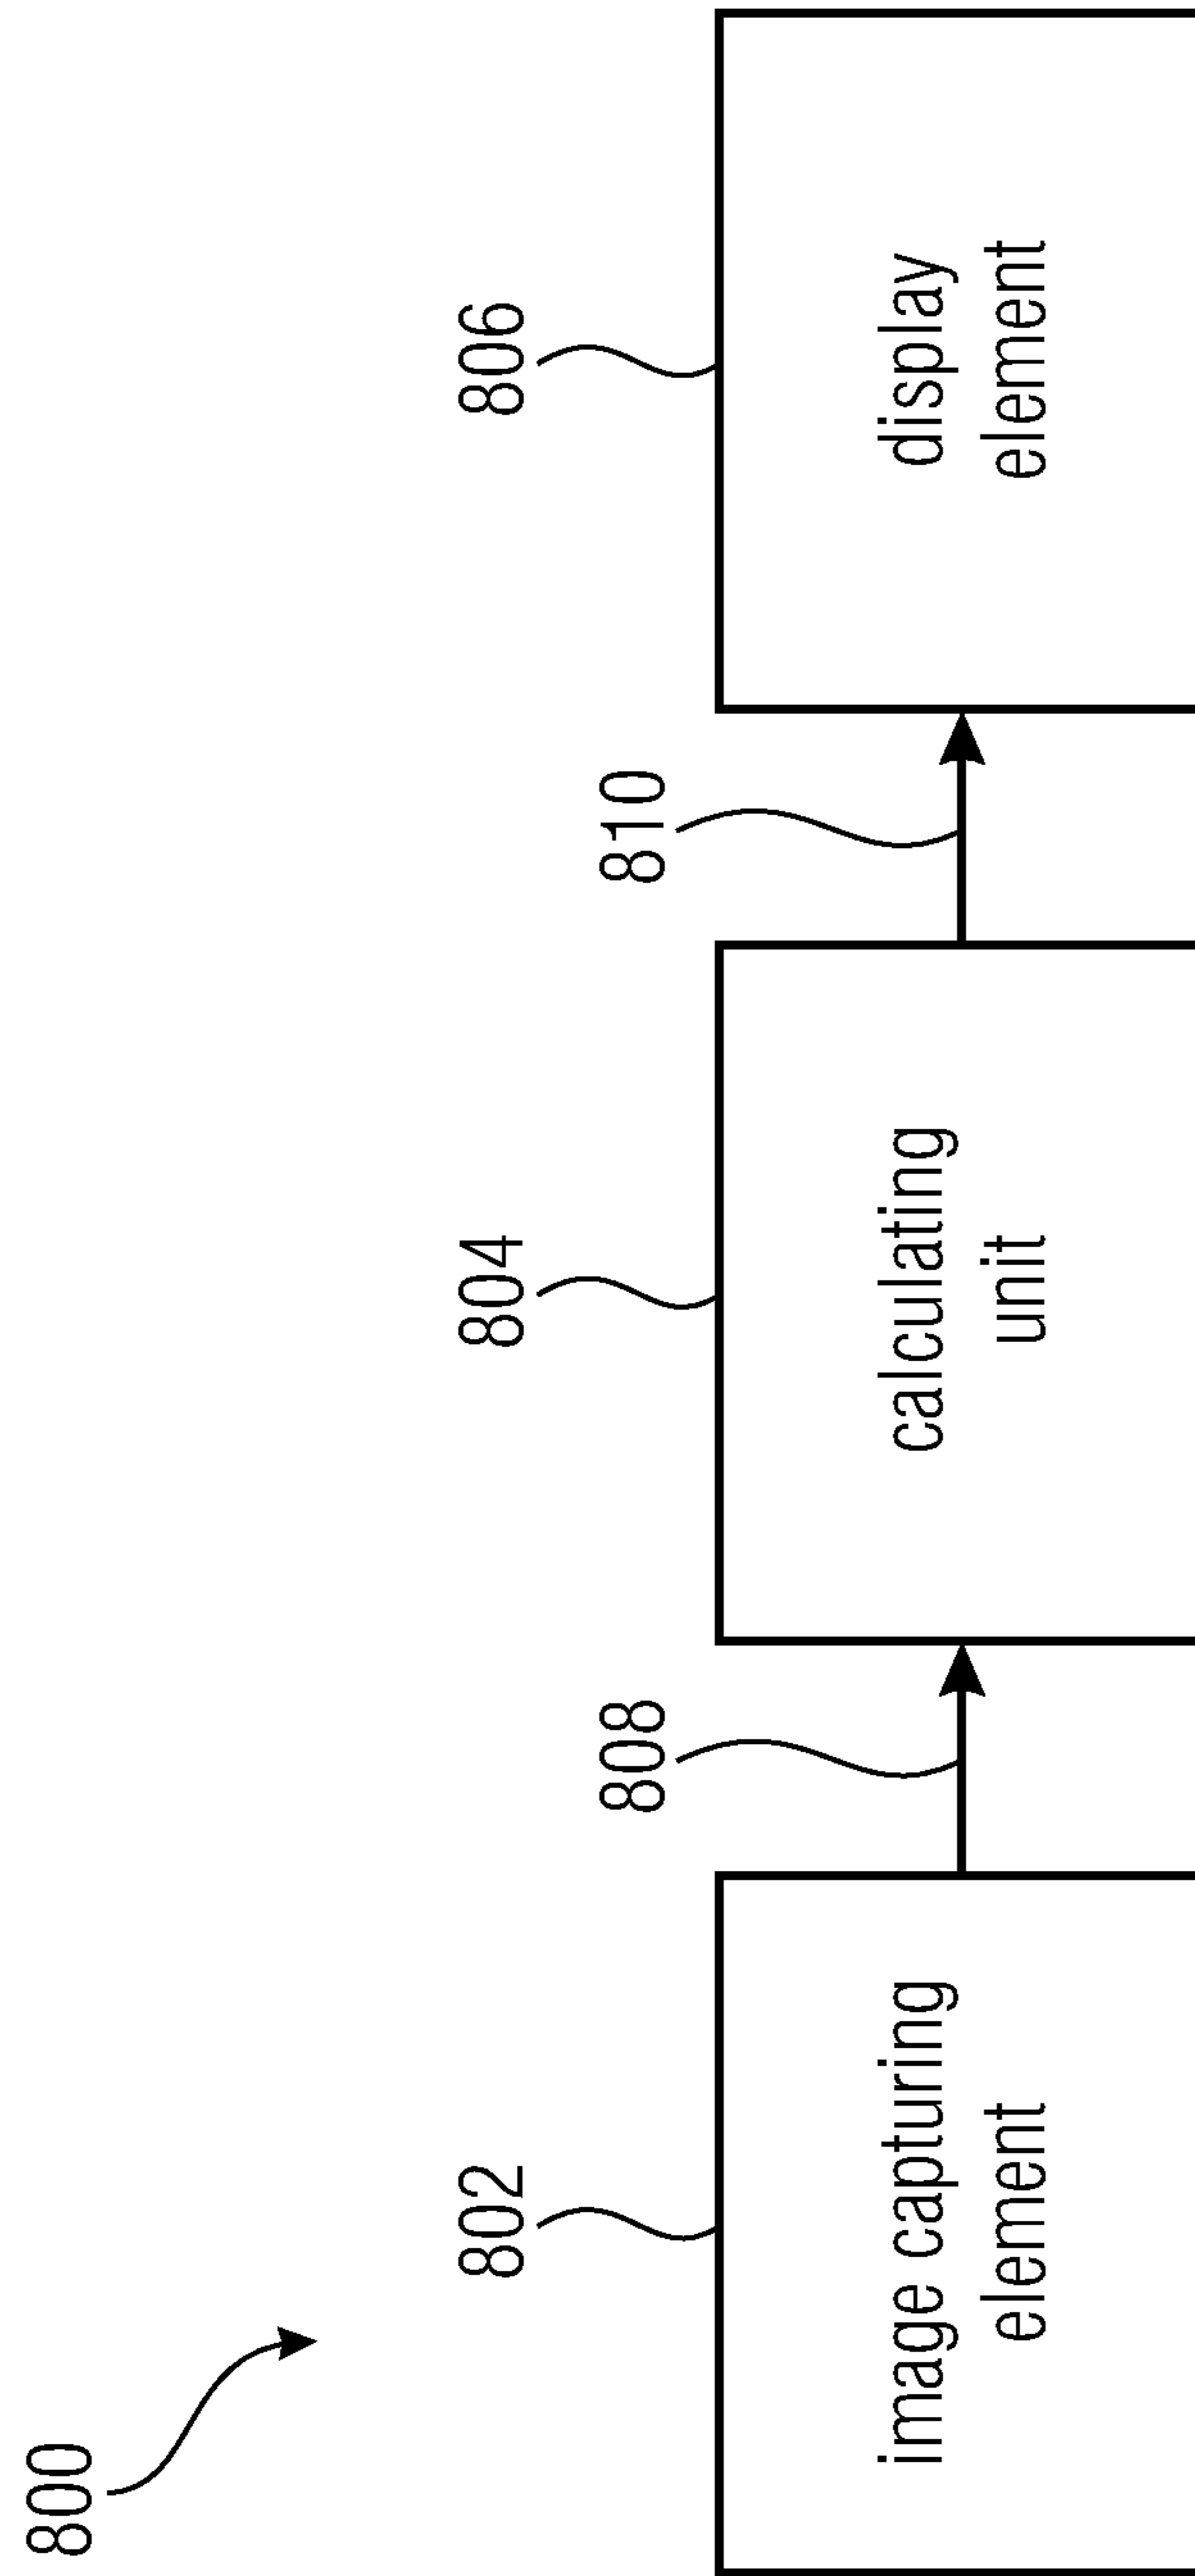 800
802
804
806
808
810
image capturing
element
calculating
unit
display
element